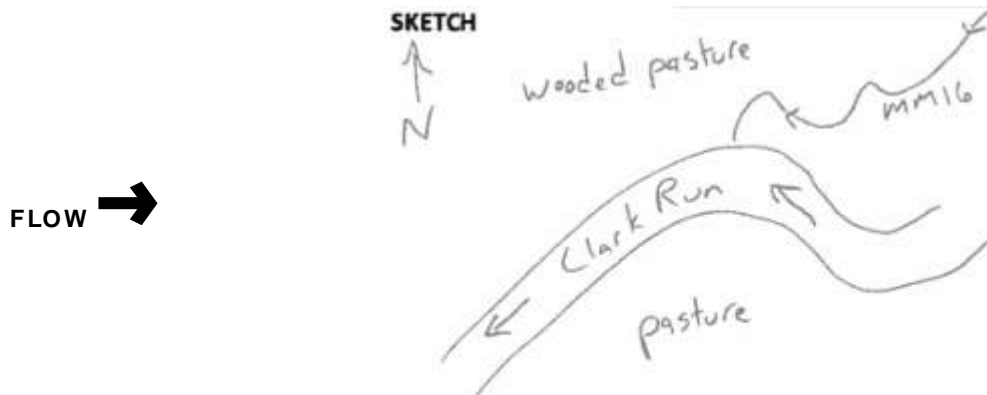 SKETCH
N
wooded pasture
MM16
FLOW
Clark Run
pasture